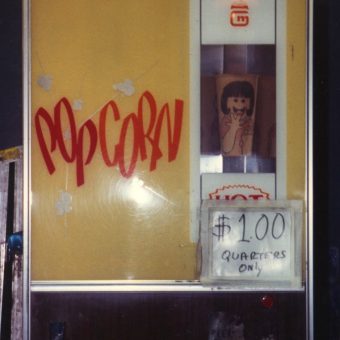 POPCORN
HOT
$1.00
QUARTERS
ONLY